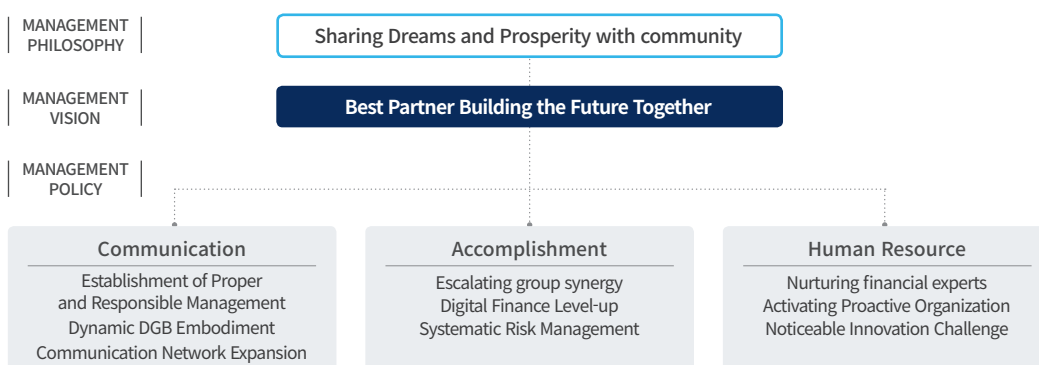 MANAGEMENT
PHILOSOPHY
Sharing Dreams and Prosperity with community
MANAGEMENT
VISION
Best Partner Building the Future Together
MANAGEMENT
POLICY
Communication
Establishment of Proper
and Responsible Management
Dynamic DGB Embodiment
Communication Network Expansion
Accomplishment
Escalating group synergy
Digital Finance Level-up
Systematic Risk Management
Human Resource
Nurturing financial experts
Activating Proactive Organization
Noticeable Innovation Challenge